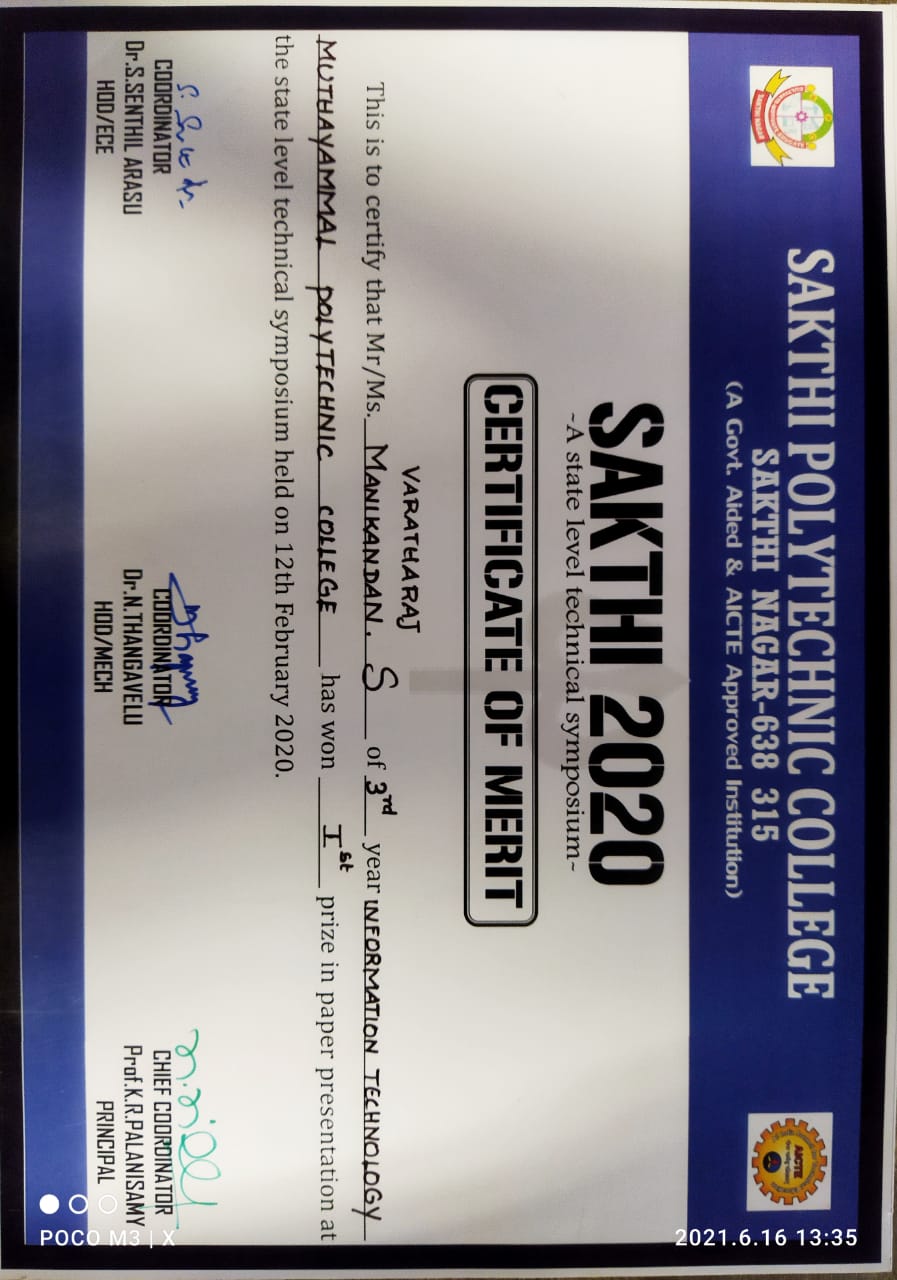 SAKTHI POLYTECHNIC COLLEGE
SAKTHI NAGAR-638 315
(A Govt. Aided & AICTE Approved Institution)
SAKTHI NAGAR
AICTE
SAKTHI 2020
~A state level technical symposium~
CERTIFICATE OF MERIT
VARATHARAJ
This is to certify that Mr/Ms. MANIKANDAN. S of 3rd year INFORMATION TECHNOLOGY
MUTHAYAMMAL POLYTECHNIC COLLEGE has won Ist prize in paper presentation at
the state level technical symposium held on 12th February 2020.
COORDINATOR
Dr.S.SENTHIL ARASU
HOD/ECE
COORDINATOR
Dr.N.THANGAVELU
HOD/MECH
CHIEF COORDINATOR
Prof.K.R.PALANISAMY
PRINCIPAL
2021.6.16 13:35
POCO M3 | X